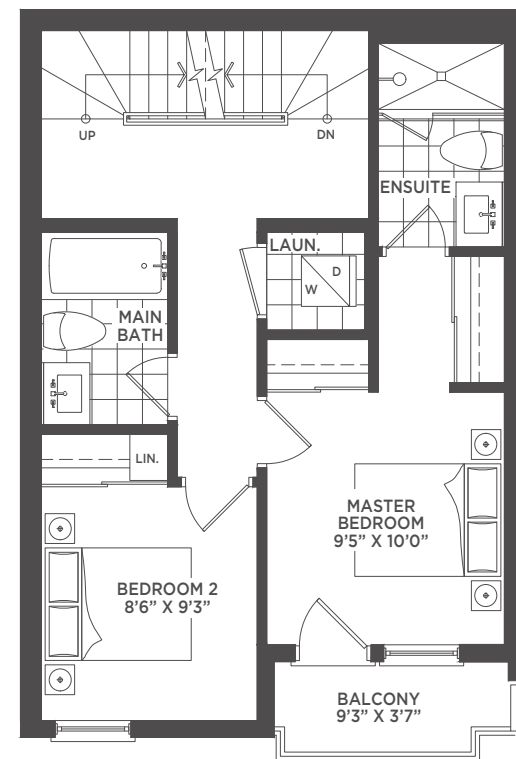 UP
DN
ENSUITE
LAUN.
D
W
MAIN
BATH
LIN.
MASTER
BEDROOM
9’5” X 10’0”
BEDROOM 2
8’6” X 9’3”
BALCONY
9’3” X 3’7”